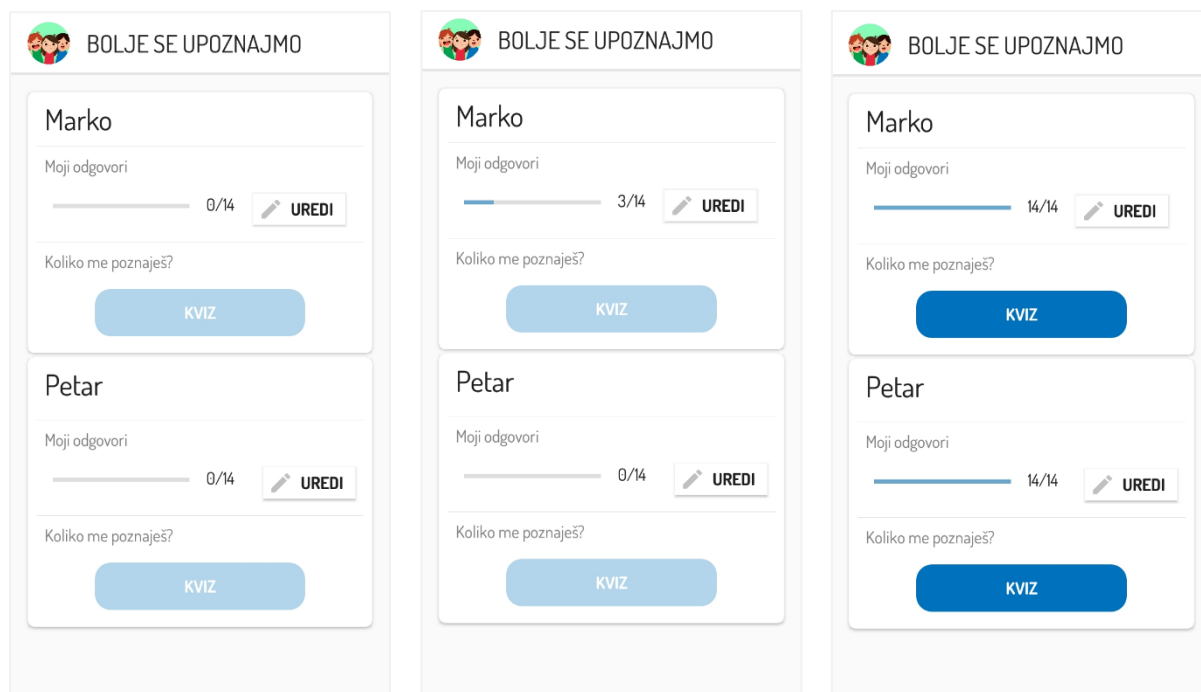 BOLJE SE UPOZNAJMO
Marko
Moji odgovori
0/14
UREDI
Koliko me poznaješ?
KVIZ
Petar
Moji odgovori
0/14
UREDI
Koliko me poznaješ?
KVIZ
BOLJE SE UPOZNAJMO
Marko
Moji odgovori
3/14
UREDI
Koliko me poznaješ?
KVIZ
Petar
Moji odgovori
0/14
UREDI
Koliko me poznaješ?
KVIZ
BOLJE SE UPOZNAJMO
Marko
Moji odgovori
14/14
UREDI
Koliko me poznaješ?
KVIZ
Petar
Moji odgovori
14/14
UREDI
Koliko me poznaješ?
KVIZ